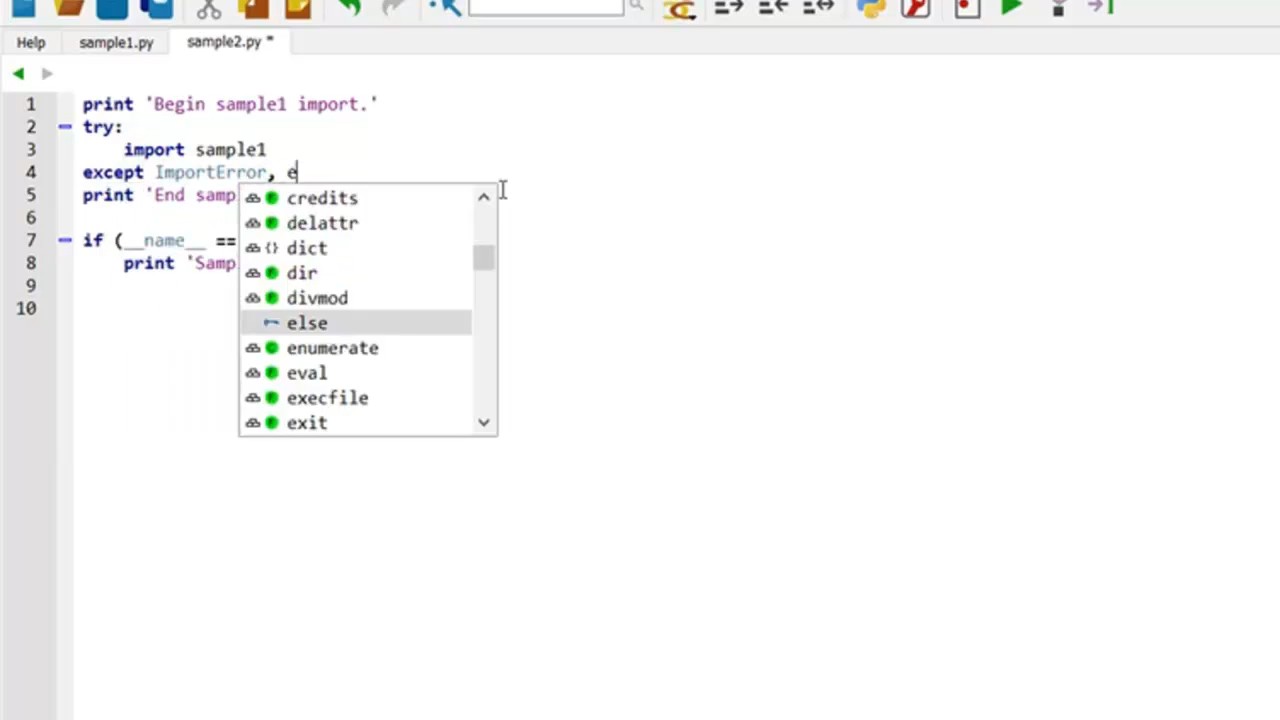 Help sample1.py sample2.py *
1 print 'Begin sample1 import.'
2 try:
3 import sample1
4 except ImportError, e
5 print 'End samp
6
7 if (__name__ ==
8 print 'Samp
9
10
credits
delattr
{} dict
dir
divmod
else
enumerate
eval
execfile
exit